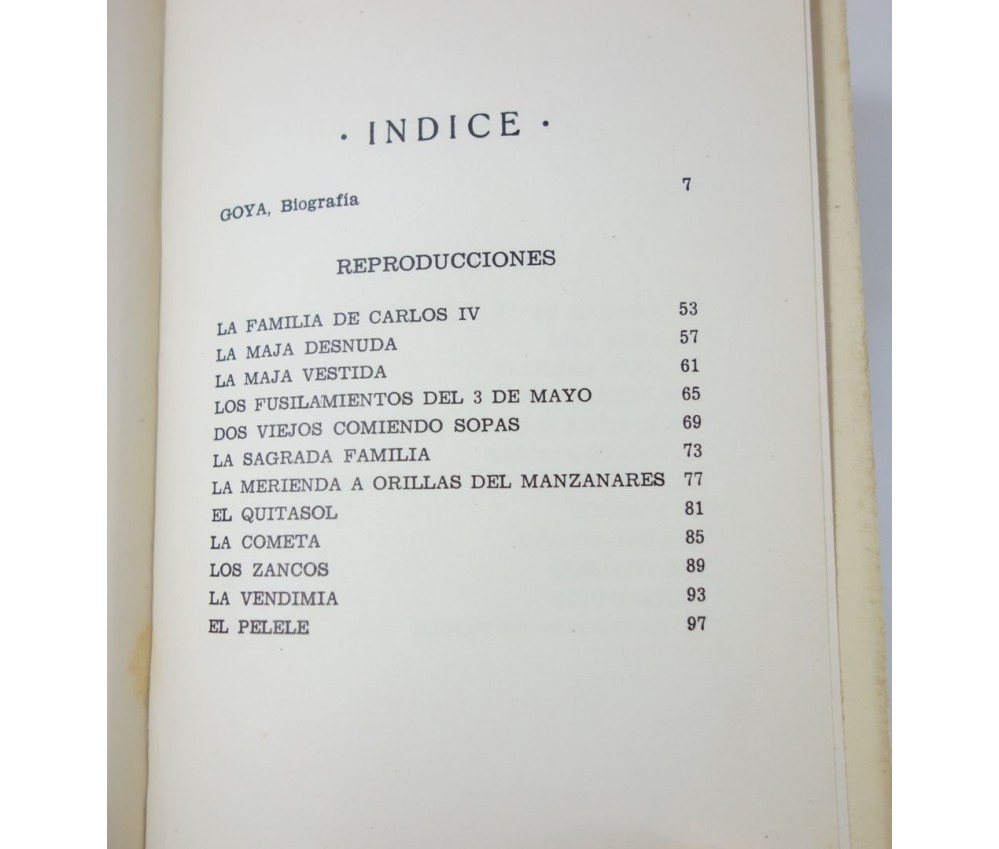 · INDICE ·
GOYA, Biografía 7
REPRODUCCIONES
LA FAMILIA DE CARLOS IV 53
LA MAJA DESNUDA 57
LA MAJA VESTIDA 61
LOS FUSILAMIENTOS DEL 3 DE MAYO 65
DOS VIEJOS COMIENDO SOPAS 69
LA SAGRADA FAMILIA 73
LA MERIENDA A ORILLAS DEL MANZANARES 77
EL QUITASOL 81
LA COMETA 85
LOS ZANCOS 89
LA VENDIMIA 93
EL PELELE 97